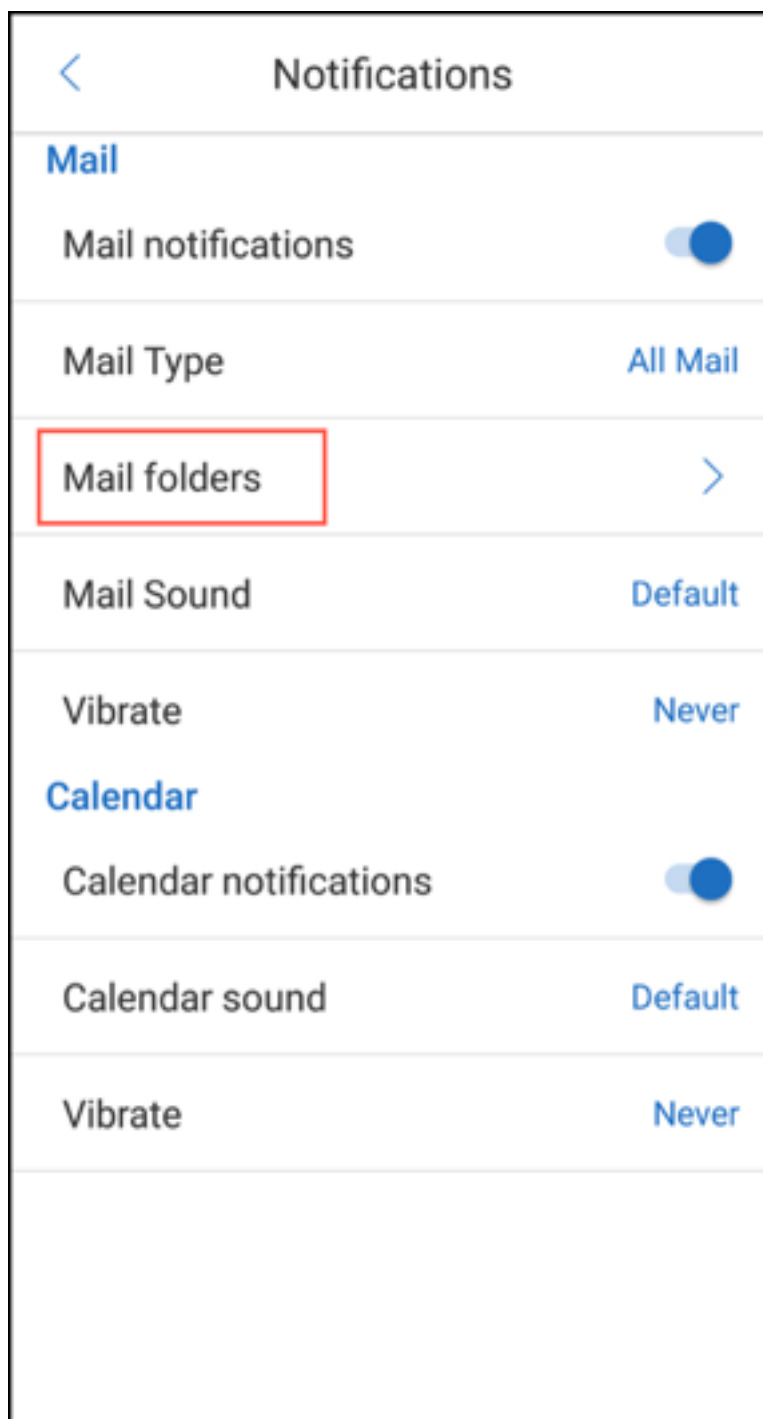 Notifications
Mail
Mail notifications
Mail Type All Mail
Mail folders
Mail Sound Default
Vibrate Never
Calendar
Calendar notifications
Calendar sound Default
Vibrate Never